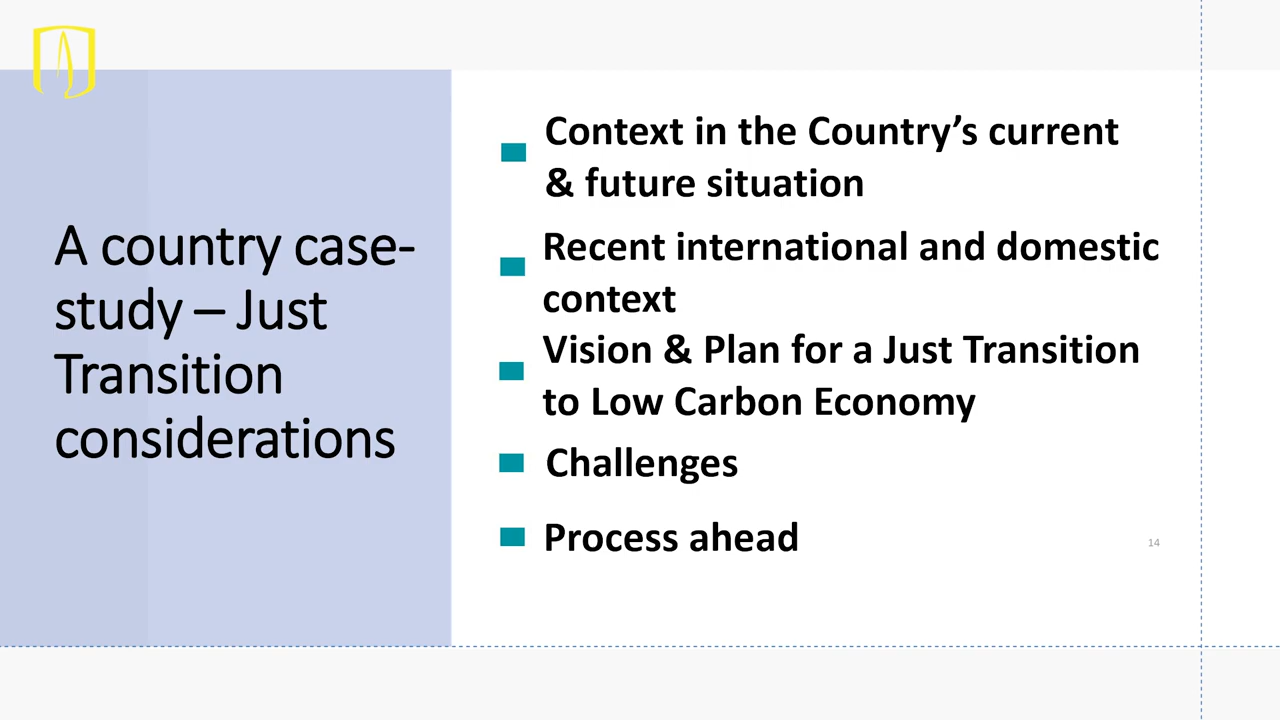 A country case-
study – Just
Transition
considerations
Context in the Country’s current
& future situation
Recent international and domestic
context
Vision & Plan for a Just Transition
to Low Carbon Economy
Challenges
Process ahead
14